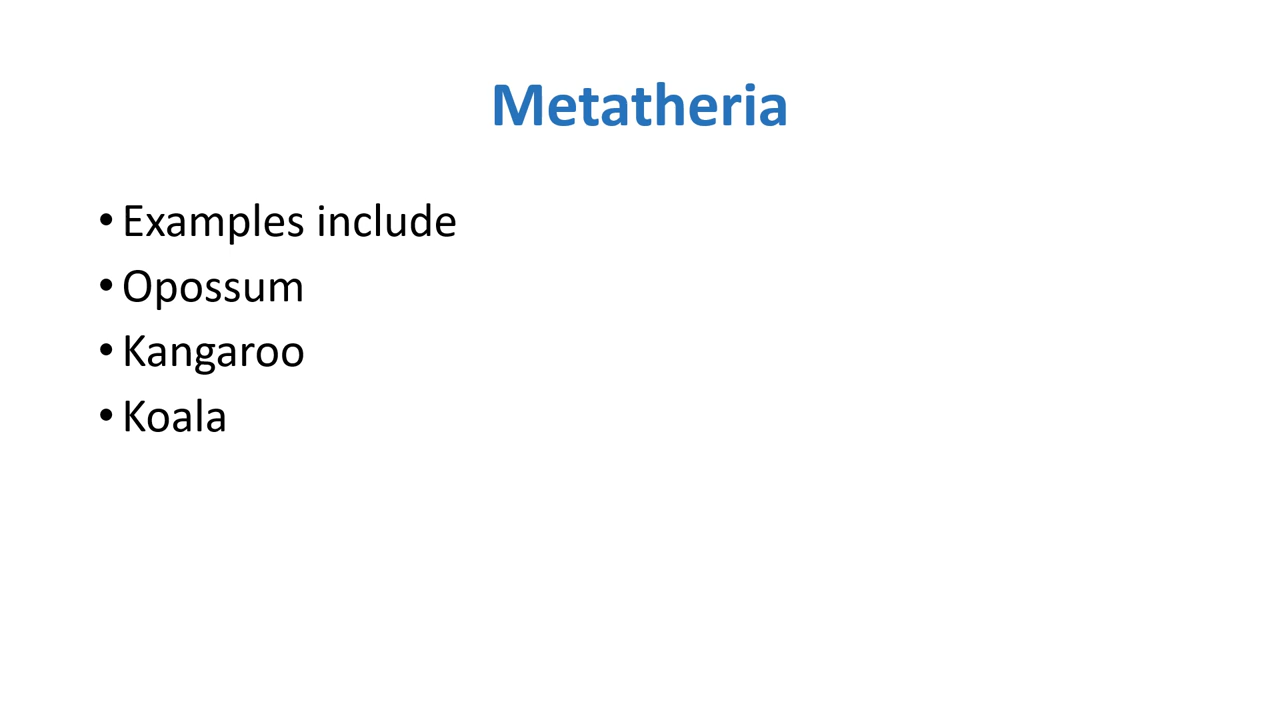 Metatheria
• Examples include
• Opossum
• Kangaroo
• Koala